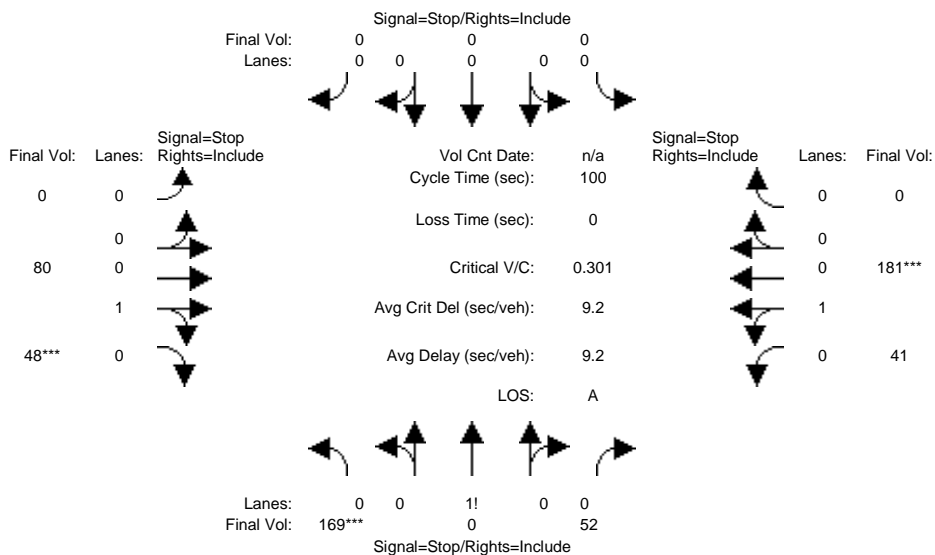 Signal=Stop/Rights=Include
Final Vol: 0 0 0
Lanes: 0 0 0 0 0
Signal=Stop Signal=Stop
Final Vol: Lanes: Rights=Include Vol Cnt Date: n/a Rights=Include Lanes: Final Vol:
Cycle Time (sec): 100
0 0 0 0
Loss Time (sec): 0
0 0
80 0 Critical V/C: 0.301 0 181***
1 Avg Crit Del (sec/veh): 9.2 1
48*** 0 Avg Delay (sec/veh): 9.2 0 41
LOS: A
Lanes: 0 0 1! 0 0
Final Vol: 169*** 0 52
Signal=Stop/Rights=Include